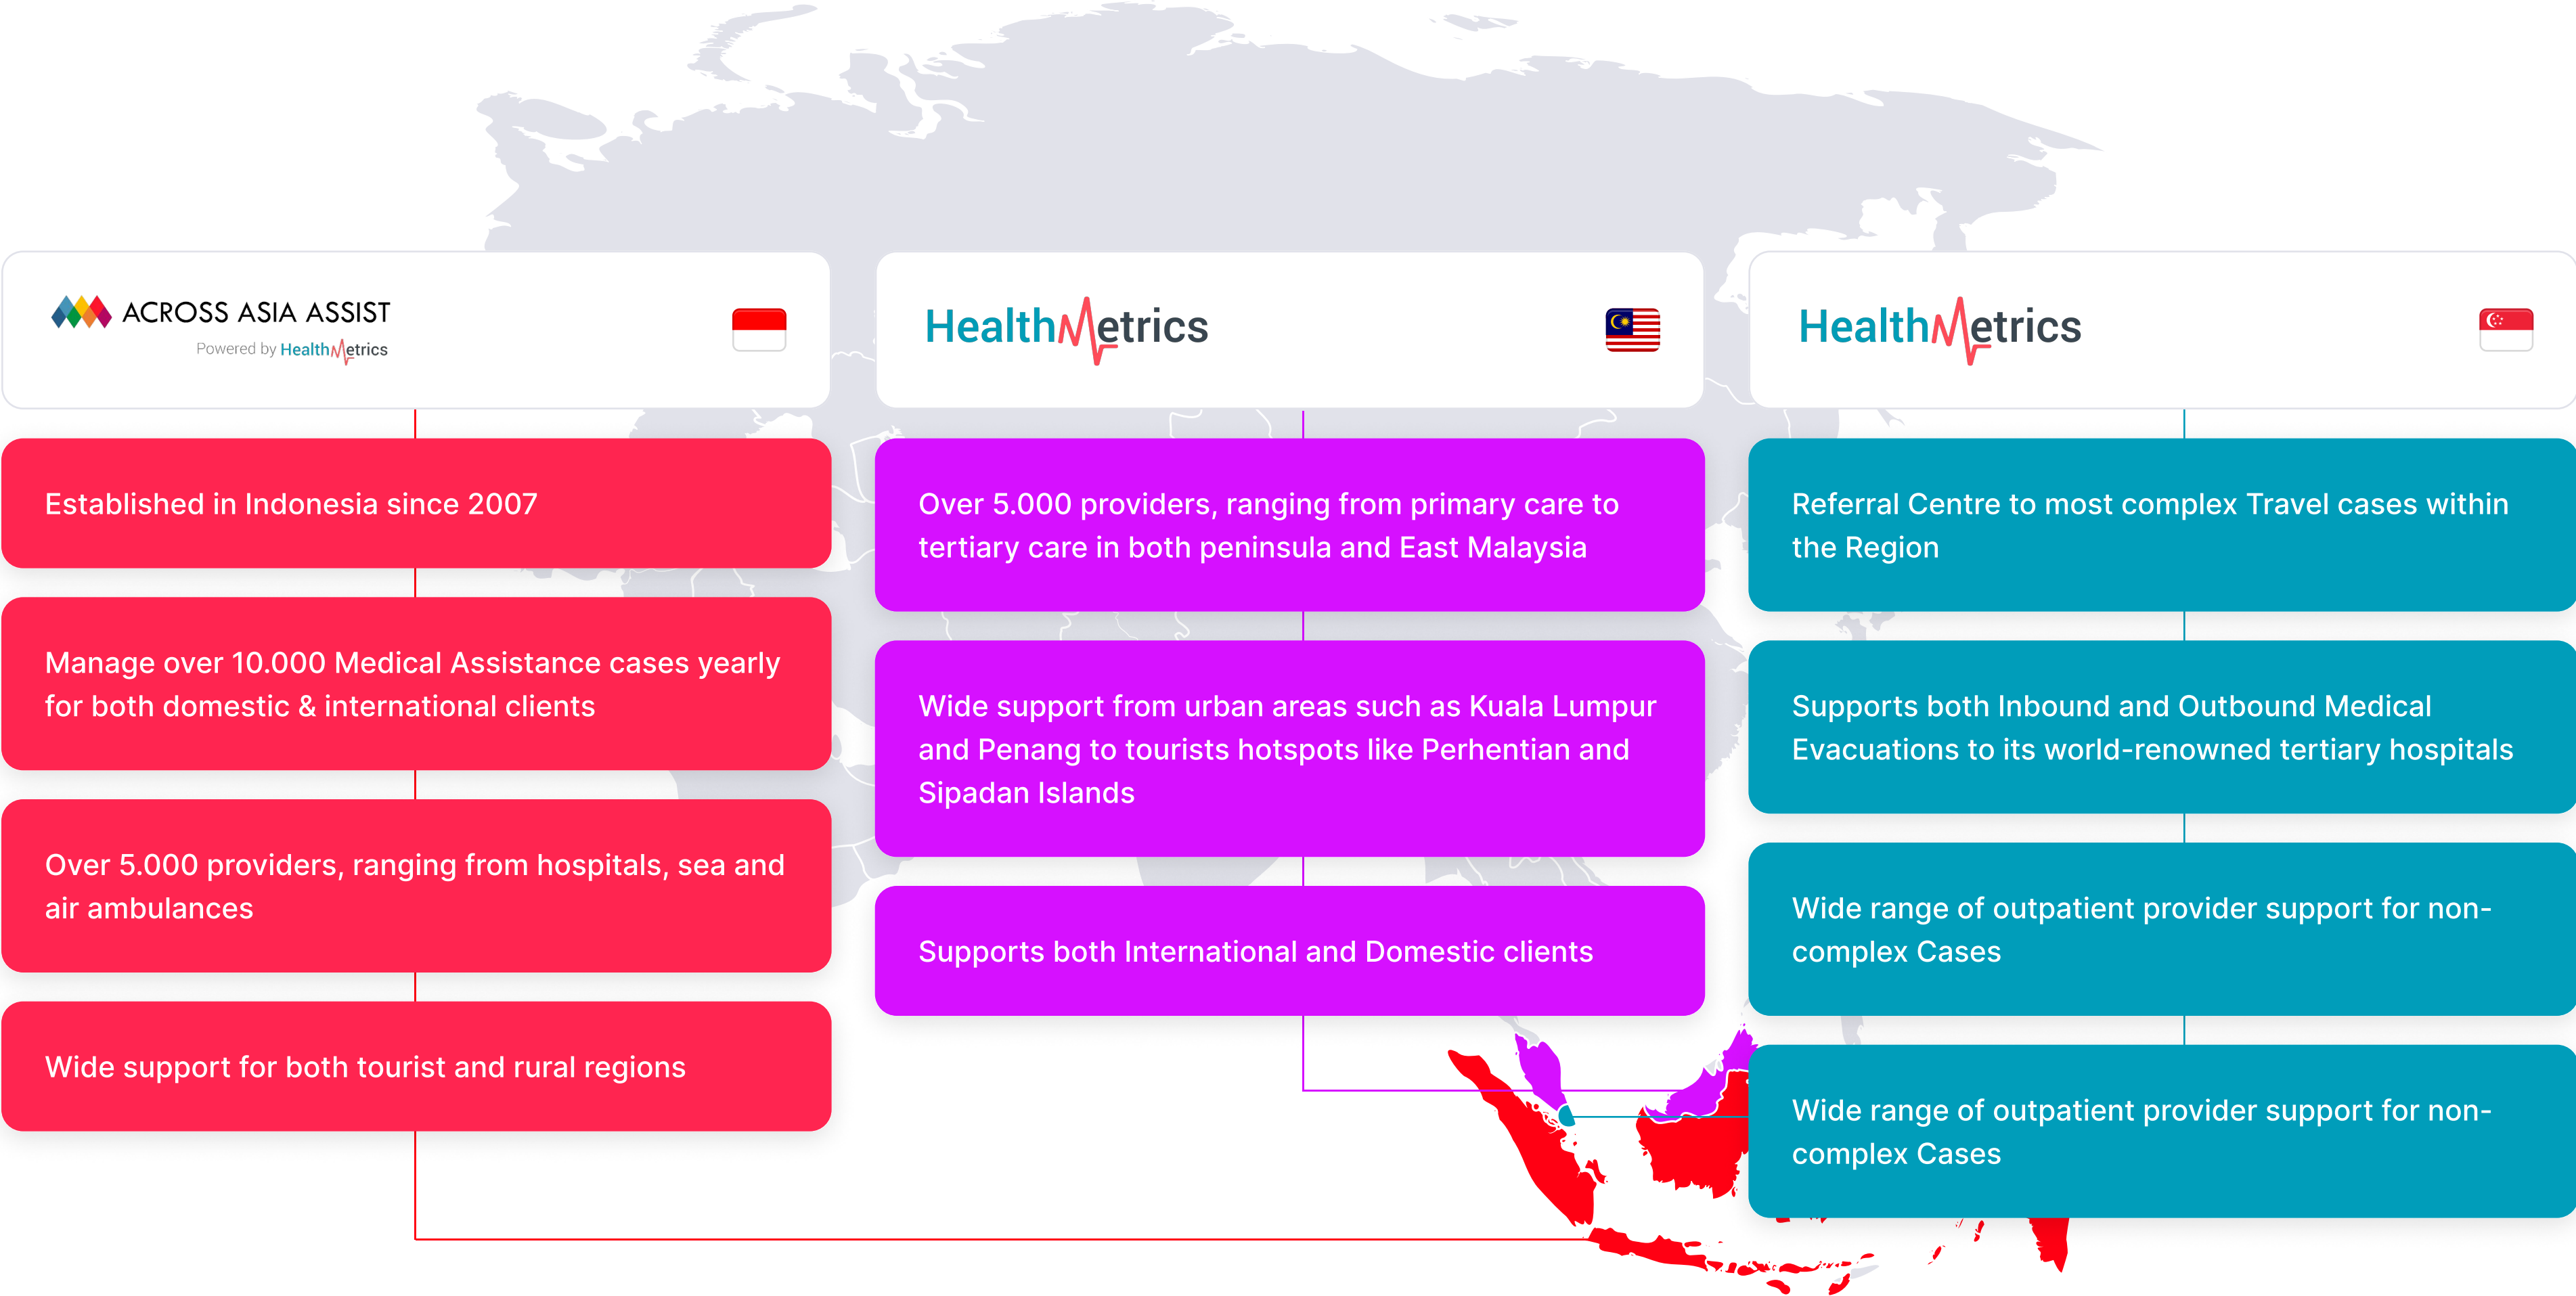 ACROSS ASIA ASSIST
Powered by HealthMetrics
Established in Indonesia since 2007
Manage over 10.000 Medical Assistance cases yearly
for both domestic & international clients
Over 5.000 providers, ranging from hospitals, sea and
air ambulances
Wide support for both tourist and rural regions
HealthMetrics
Over 5.000 providers, ranging from primary care to
tertiary care in both peninsula and East Malaysia
Wide support from urban areas such as Kuala Lumpur
and Penang to tourists hotspots like Perhentian and
Sipadan Islands
Supports both International and Domestic clients
HealthMetrics
Referral Centre to most complex Travel cases within
the Region
Supports both Inbound and Outbound Medical
Evacuations to its world-renowned tertiary hospitals
Wide range of outpatient provider support for non-
complex Cases
Wide range of outpatient provider support for non-
complex Cases